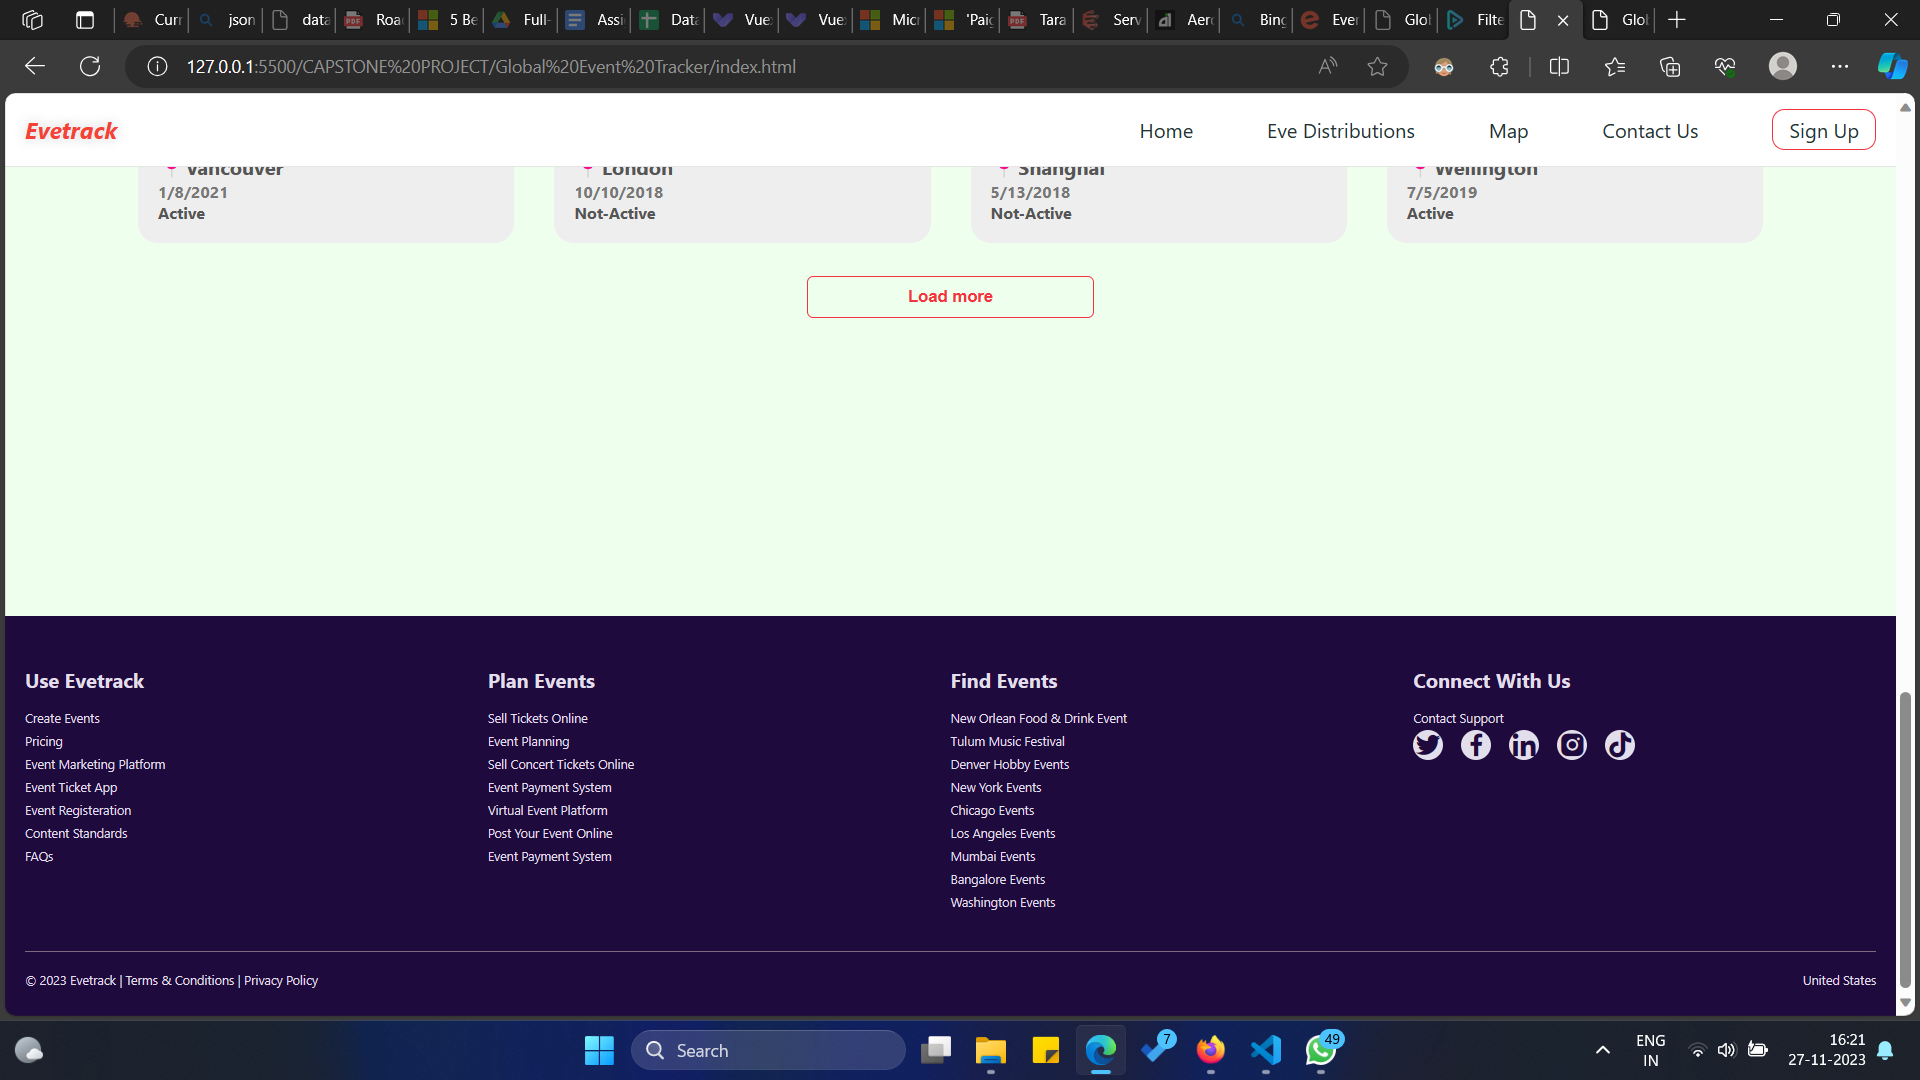 Curr
json
data
Road
5 Be
Full-
Assi
Data
Vue
Vue
Micr
'Paig
Tara
Serv
Aero
Bing
Ever
Glob
Filte
Glob
127.0.0.1:5500/CAPSTONE%20PROJECT/Global%20Event%20Tracker/index.html
Evetrack
Home
Eve Distributions
Map
Contact Us
Sign Up
Vancouver
1/8/2021
Active
London
10/10/2018
Not-Active
Shanghai
5/13/2018
Not-Active
Wellington
7/5/2019
Active
Load more
Use Evetrack
Create Events
Pricing
Event Marketing Platform
Event Ticket App
Event Registeration
Content Standards
FAQs
Plan Events
Sell Tickets Online
Event Planning
Sell Concert Tickets Online
Event Payment System
Virtual Event Platform
Post Your Event Online
Event Payment System
Find Events
New Orlean Food & Drink Event
Tulum Music Festival
Denver Hobby Events
New York Events
Chicago Events
Los Angeles Events
Mumbai Events
Bangalore Events
Washington Events
Connect With Us
Contact Support
© 2023 Evetrack | Terms & Conditions | Privacy Policy
United States
Search
7
49
ENG
IN
16:21
27-11-2023